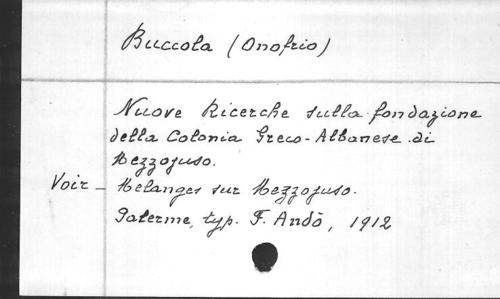 Buccola (Onofrio)
Nuove Ricerche sulla fondazione
della Colonia Greco-Albanese di
Mezzojuso.
Voir - Melanges sur Mezzojuso.
Palerme, typ. F. Andò, 1912